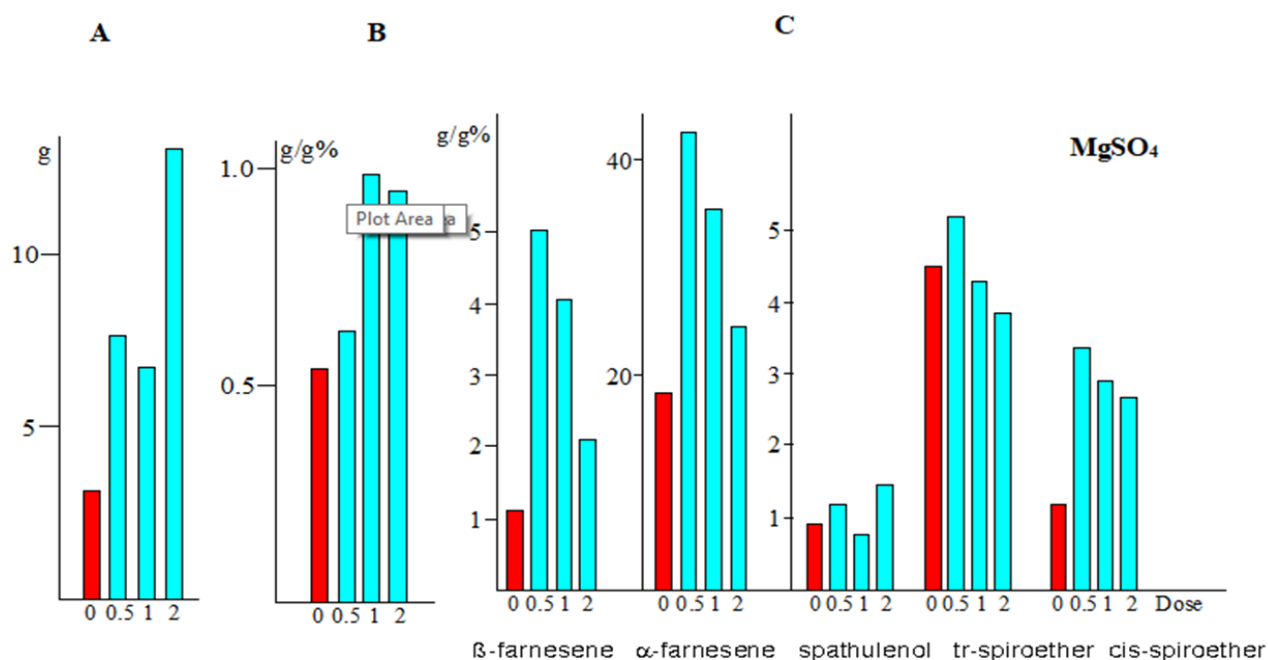 A
B
C
g
10
5
0 0.5 1 2
g/g%
1.0
0.5
0 0.5 1 2
Plot Area
a
g/g%
5
4
3
2
1
0 0.5 1 2
ß-farnesene
40
20
0 0.5 1 2
α-farnesene
MgSO₄
5
4
3
2
1
0 0.5 1 2
0 0.5 1 2
0 0.5 1 2
Dose
spathulenol
tr-spiroether
cis-spiroether